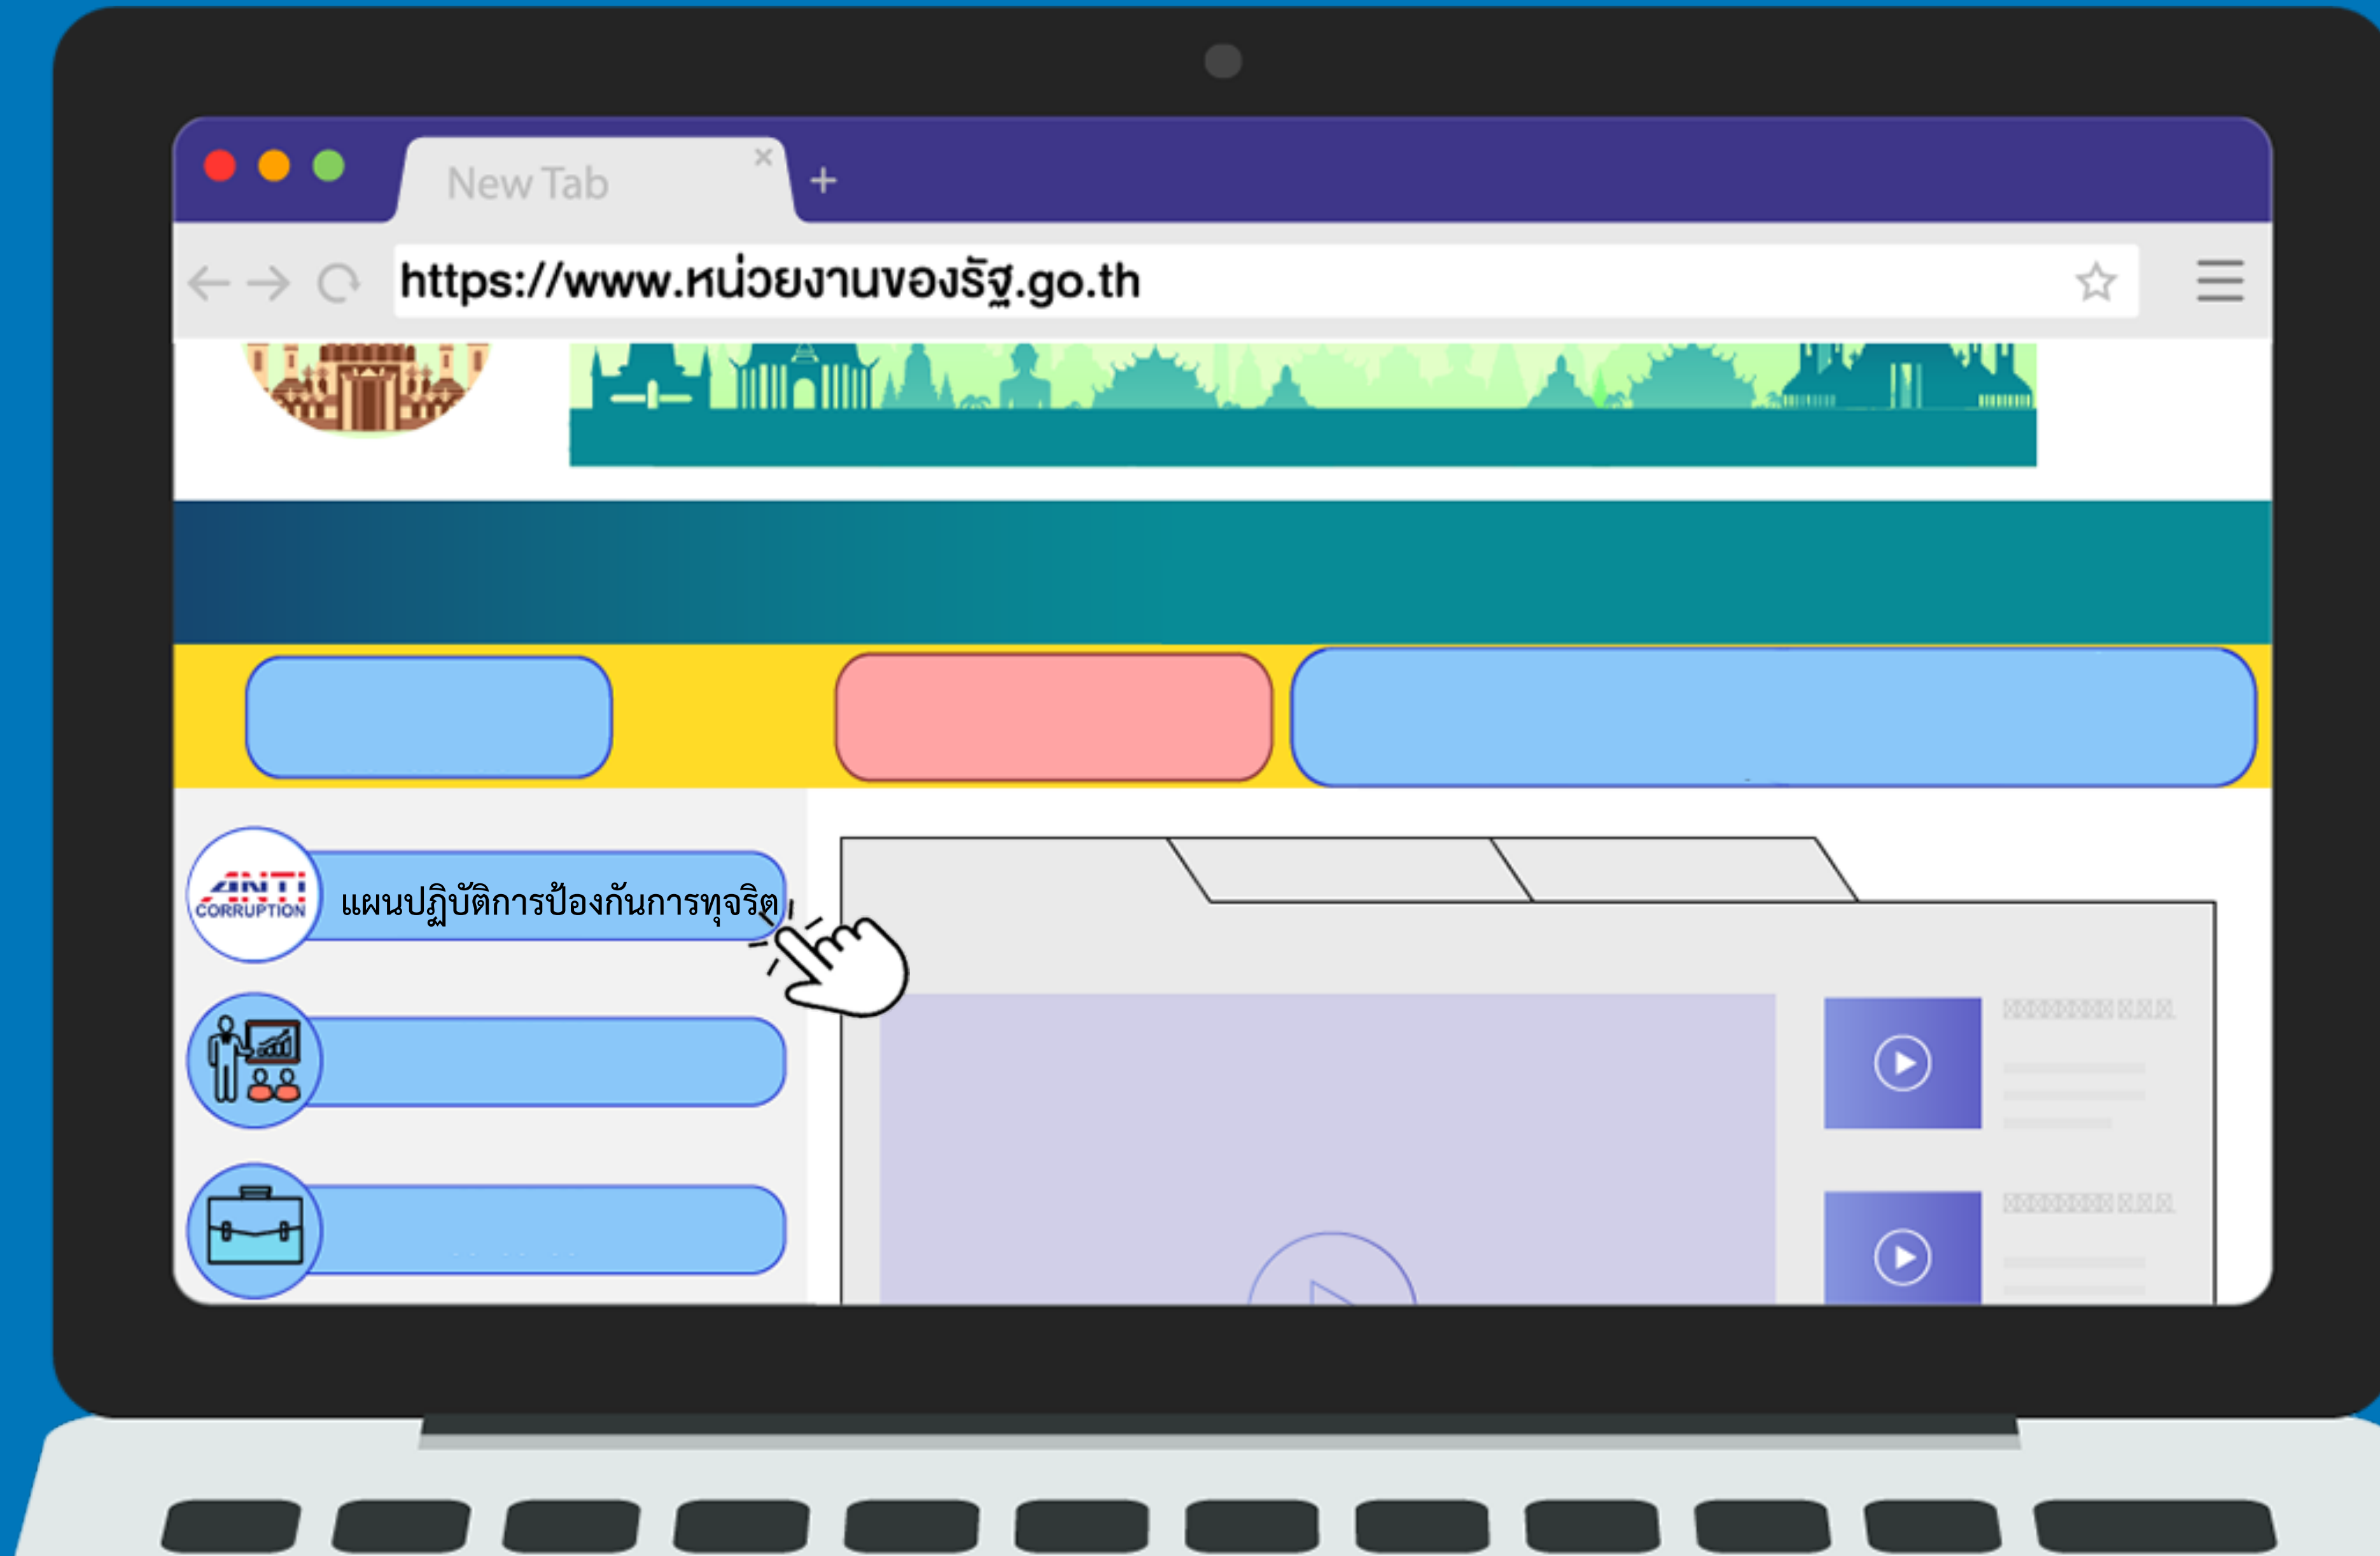 New Tab
https://www.หน่วยงานของรัฐ.go.th
ANTI
CORRUPTION
แผนปฏิบัติการป้องกันการทุจริต